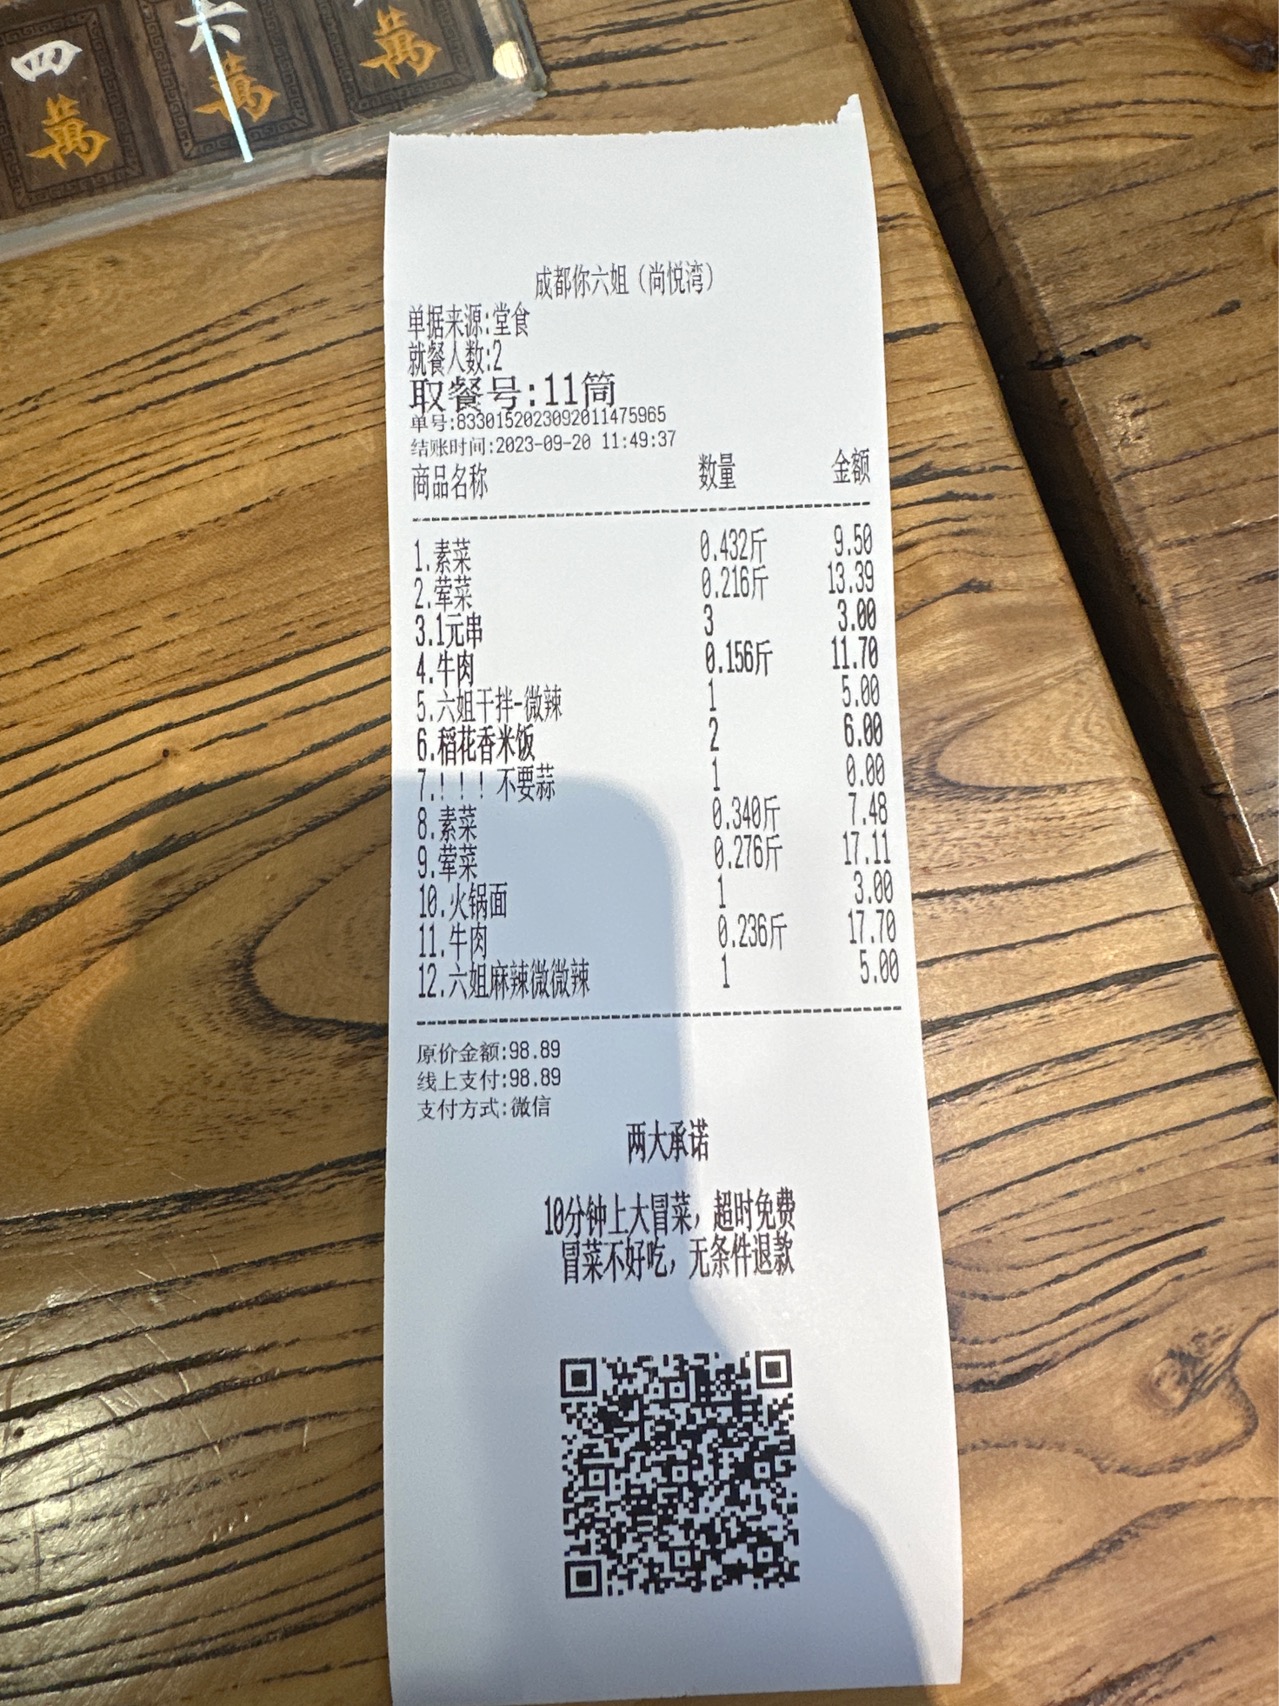 四 六
萬 萬 萬
成都你六姐（尚悦湾）
单据来源:堂食
就餐人数:2
取餐号:11筒
单号:8330152023092011475965
结账时间:2023-09-20 11:49:37
商品名称 数量 金额
1.素菜 0.432斤 9.50
2.荤菜 0.216斤 13.39
3.1元串 3 3.00
4.牛肉 0.156斤 11.70
5.六姐干拌-微辣 1 5.00
6.稻花香米饭 2 6.00
7.！！！不要蒜 1 0.00
8.素菜 0.340斤 7.48
9.荤菜 0.276斤 17.11
10.火锅面 1 3.00
11.牛肉 0.236斤 17.70
12.六姐麻辣微微辣 1 5.00
原价金额:98.89
线上支付:98.89
支付方式:微信
两大承诺
10分钟上大冒菜，超时免费
冒菜不好吃，无条件退款